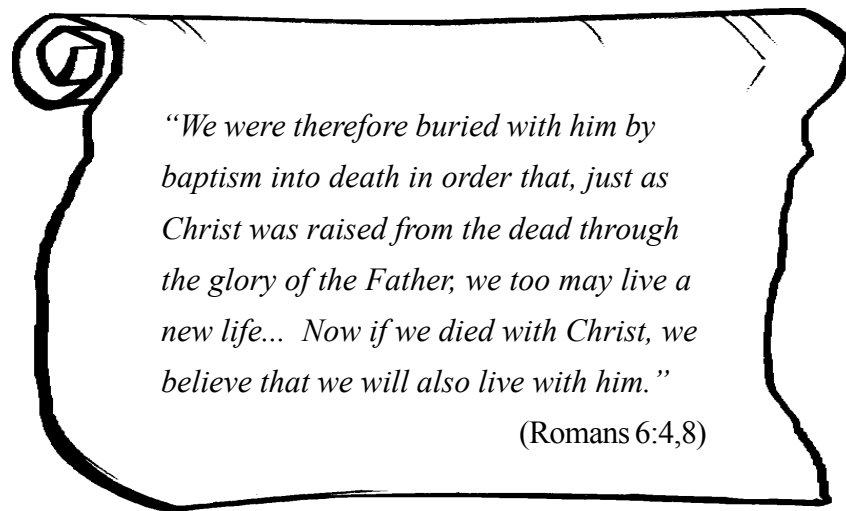 “We were therefore buried with him by
baptism into death in order that, just as
Christ was raised from the dead through
the glory of the Father, we too may live a
new life... Now if we died with Christ, we
believe that we will also live with him.”
(Romans 6:4,8)